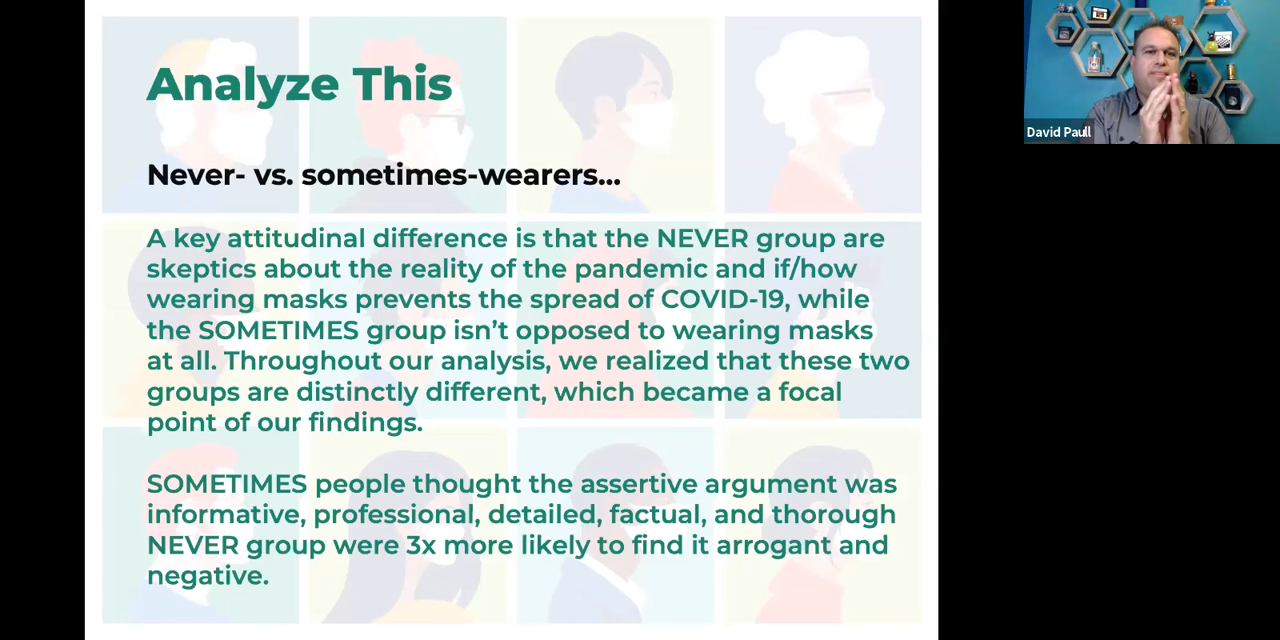 Analyze This
Never- vs. sometimes-wearers...
A key attitudinal difference is that the NEVER group are
skeptics about the reality of the pandemic and if/how
wearing masks prevents the spread of COVID-19, while
the SOMETIMES group isn't opposed to wearing masks
at all. Throughout our analysis, we realized that these two
groups are distinctly different, which became a focal
point of our findings.
SOMETIMES people thought the assertive argument was
informative, professional, detailed, factual, and thorough
NEVER group were 3x more likely to find it arrogant and
negative.
David Paull